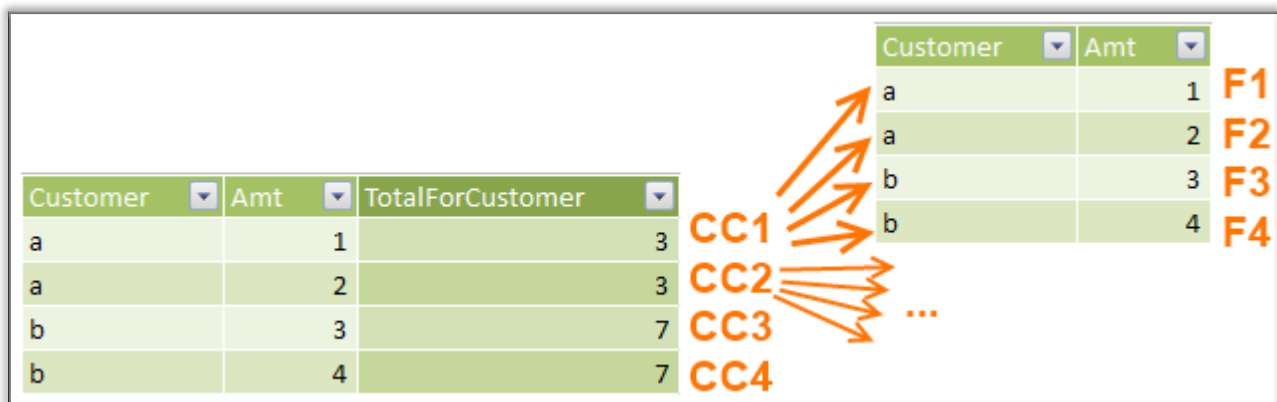 Customer Amt
a 1 F1
a 2 F2
b 3 F3
b 4 F4
Customer Amt TotalForCustomer
a 1 3 CC1
a 2 3 CC2
b 3 7 CC3
b 4 7 CC4
...